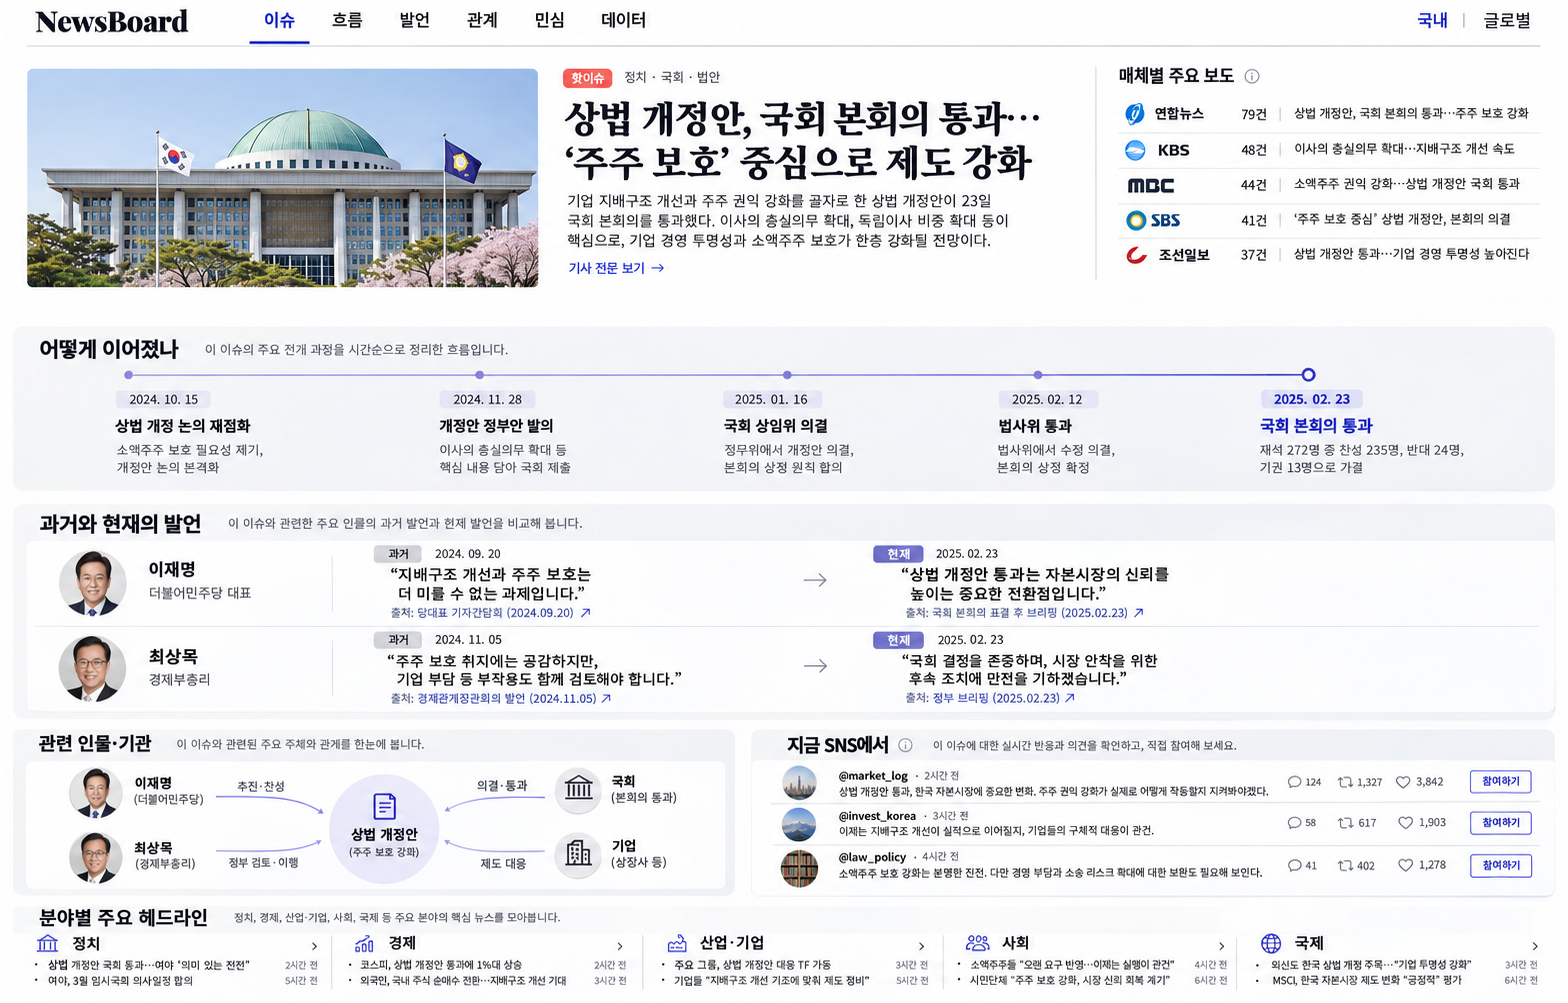 NewsBoard
이슈 흐름 발언 관계 민심 데이터
국내 | 글로벌
핫이슈 정치 · 국회 · 법안
상법 개정안, 국회 본회의 통과…
‘주주 보호’ 중심으로 제도 강화
기업 지배구조 개선과 주주 권익 강화를 골자로 한 상법 개정안이 23일
국회 본회의를 통과했다. 이사의 충실의무 확대, 독립이사 비중 확대 등이
핵심으로, 기업 경영 투명성과 소액주주 보호가 한층 강화될 전망이다.
기사 전문 보기 →
매체별 주요 보도
연합뉴스 79건 | 상법 개정안, 국회 본회의 통과…주주 보호 강화
KBS 48건 | 이사의 충실의무 확대…지배구조 개선 속도
MBC 44건 | 소액주주 권익 강화…상법 개정안 국회 통과
SBS 41건 | ‘주주 보호 중심’ 상법 개정안, 본회의 의결
조선일보 37건 | 상법 개정안 통과…기업 경영 투명성 높아진다
어떻게 이어졌나 이 이슈의 주요 전개 과정을 시간순으로 정리한 흐름입니다.
2024. 10. 15
상법 개정 논의 재점화
소액주주 보호 필요성 제기,
개정안 논의 본격화
2024. 11. 28
개정안 정부안 발의
이사의 충실의무 확대 등
핵심 내용 담아 국회 제출
2025. 01. 16
국회 상임위 의결
정무위에서 개정안 의결,
본회의 상정 원칙 합의
2025. 02. 12
법사위 통과
법사위에서 수정 의결,
본회의 상정 확정
2025. 02. 23
국회 본회의 통과
재석 272명 중 찬성 235명, 반대 24명,
기권 13명으로 가결
과거와 현재의 발언 이 이슈와 관련한 주요 인물의 과거 발언과 현재 발언을 비교해 봅니다.
이재명
더불어민주당 대표
과거 2024. 09. 20
“지배구조 개선과 주주 보호는
더 미룰 수 없는 과제입니다.”
출처: 당대표 기자간담회 (2024.09.20) ↗
현재 2025. 02. 23
“상법 개정안 통과는 자본시장의 신뢰를
높이는 중요한 전환점입니다.”
출처: 국회 본회의 표결 후 브리핑 (2025.02.23) ↗
최상목
경제부총리
과거 2024. 11. 05
“주주 보호 취지에는 공감하지만,
기업 부담 등 부작용도 함께 검토해야 합니다.”
출처: 경제관계장관회의 발언 (2024.11.05) ↗
현재 2025. 02. 23
“국회 결정을 존중하며, 시장 안착을 위한
후속 조치에 만전을 기하겠습니다.”
출처: 정부 브리핑 (2025.02.23) ↗
관련 인물·기관 이 이슈와 관련된 주요 주체와 관계를 한눈에 봅니다.
이재명
(더불어민주당)
추진·찬성
최상목
(경제부총리)
정부 검토·이행
상법 개정안
(주주 보호 강화)
의결·통과
국회
(본회의 통과)
제도 대응
기업
(상장사 등)
지금 SNS에서 이 이슈에 대한 실시간 반응과 의견을 확인하고, 직접 참여해 보세요.
@market_log · 2시간 전
상법 개정안 통과, 한국 자본시장에 중요한 변화. 주주 권익 강화가 실제로 어떻게 작동할지 지켜봐야겠다.
124 1,327 3,842 참여하기
@invest_korea · 3시간 전
이제는 지배구조 개선이 실적으로 이어질지, 기업들의 구체적 대응이 관건.
58 617 1,903 참여하기
@law_policy · 4시간 전
소액주주 보호 강화는 분명한 진전. 다만 경영 부담과 소송 리스크 확대에 대한 보완도 필요해 보인다.
41 402 1,278 참여하기
분야별 주요 헤드라인 정치, 경제, 산업·기업, 사회, 국제 등 주요 분야의 핵심 뉴스를 모아봅니다.
정치 >
· 상법 개정안 국회 통과…여야 ‘의미 있는 전전” 2시간 전
· 여야, 3월 임시국회 의사일정 합의 5시간 전
경제 >
· 코스피, 상법 개정안 통과에 1%대 상승 2시간 전
· 외국인, 국내 주식 순매수 전환…지배구조 개선 기대 3시간 전
산업·기업 >
· 주요 그룹, 상법 개정안 대응 TF 가동 3시간 전
· 기업들 “지배구조 개선 기조에 맞춰 제도 정비” 5시간 전
사회 >
· 소액주주들 “오랜 요구 반영…이제는 실행이 관건” 4시간 전
· 시민단체 “주주 보호 강화, 시장 신뢰 회복 계기” 6시간 전
국제 >
· 외신도 한국 상법 개정 주목…“기업 투명성 강화” 3시간 전
· MSCI, 한국 자본시장 제도 변화 “긍정적” 평가 6시간 전